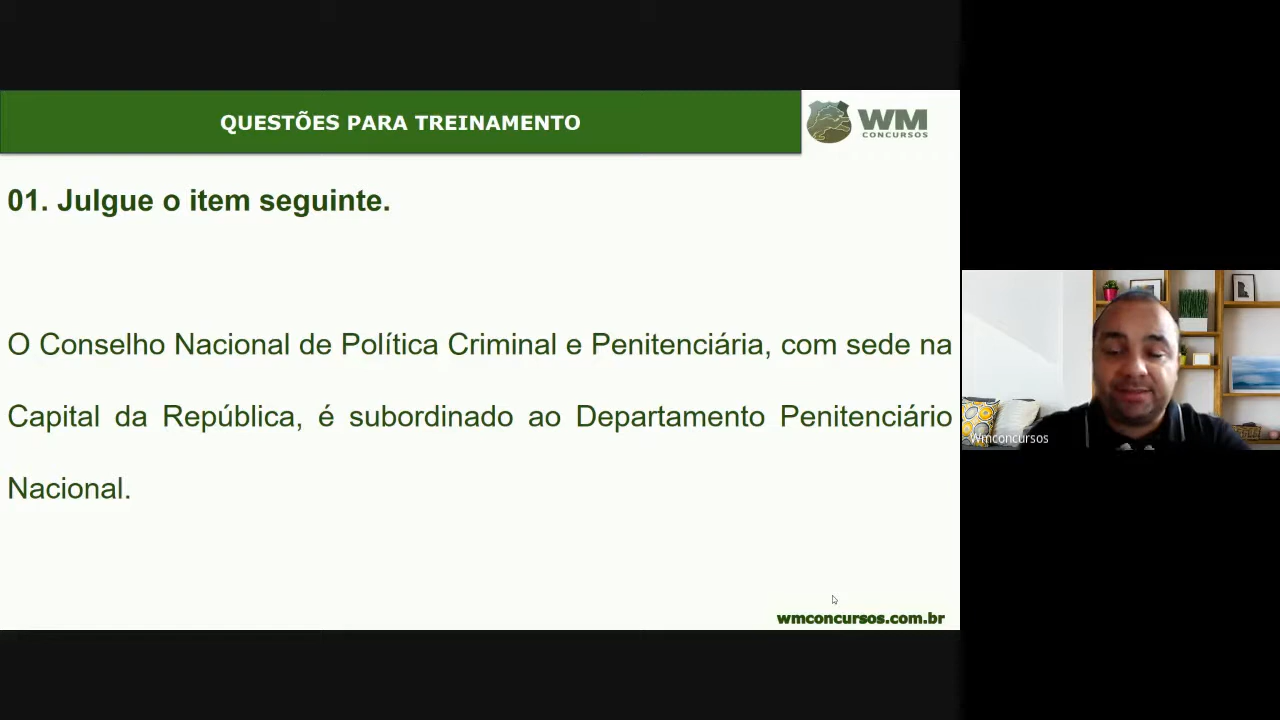 QUESTÕES PARA TREINAMENTO
WM
CONCURSOS
01. Julgue o item seguinte.
O Conselho Nacional de Política Criminal e Penitenciária, com sede na
Capital da República, é subordinado ao Departamento Penitenciário
Nacional.
Wmconcursos
wmconcursos.com.br